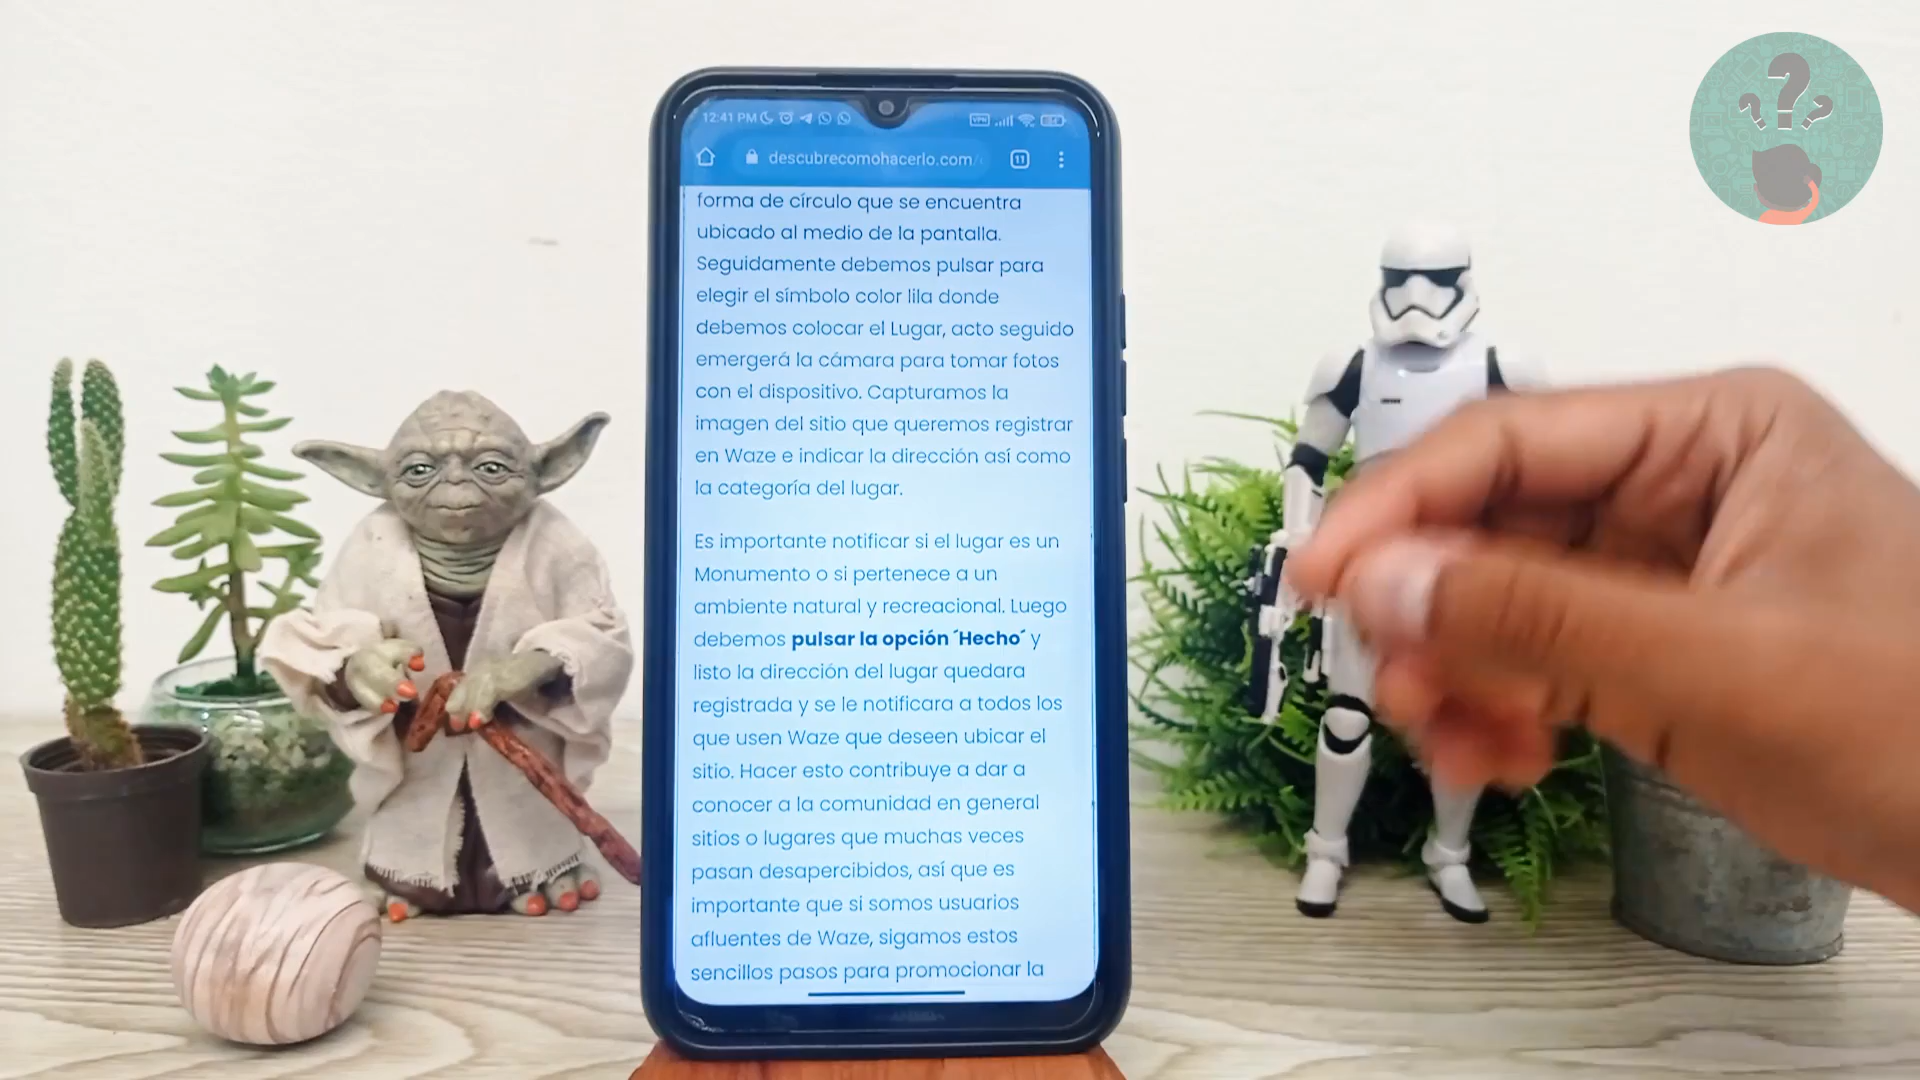 12:41 PM
VPN
descubrecomohacerlo.com/
11
forma de círculo que se encuentra
ubicado al medio de la pantalla.
Seguidamente debemos pulsar para
elegir el símbolo color lila donde
debemos colocar el Lugar, acto seguido
emergerá la cámara para tomar fotos
con el dispositivo. Capturamos la
imagen del sitio que queremos registrar
en Waze e indicar la dirección así como
la categoría del lugar.
Es importante notificar si el lugar es un
Monumento o si pertenece a un
ambiente natural y recreacional. Luego
debemos pulsar la opción ´Hecho´ y
listo la dirección del lugar quedara
registrada y se le notificara a todos los
que usen Waze que deseen ubicar el
sitio. Hacer esto contribuye a dar a
conocer a la comunidad en general
sitios o lugares que muchas veces
pasan desapercibidos, así que es
importante que si somos usuarios
afluentes de Waze, sigamos estos
sencillos pasos para promocionar la